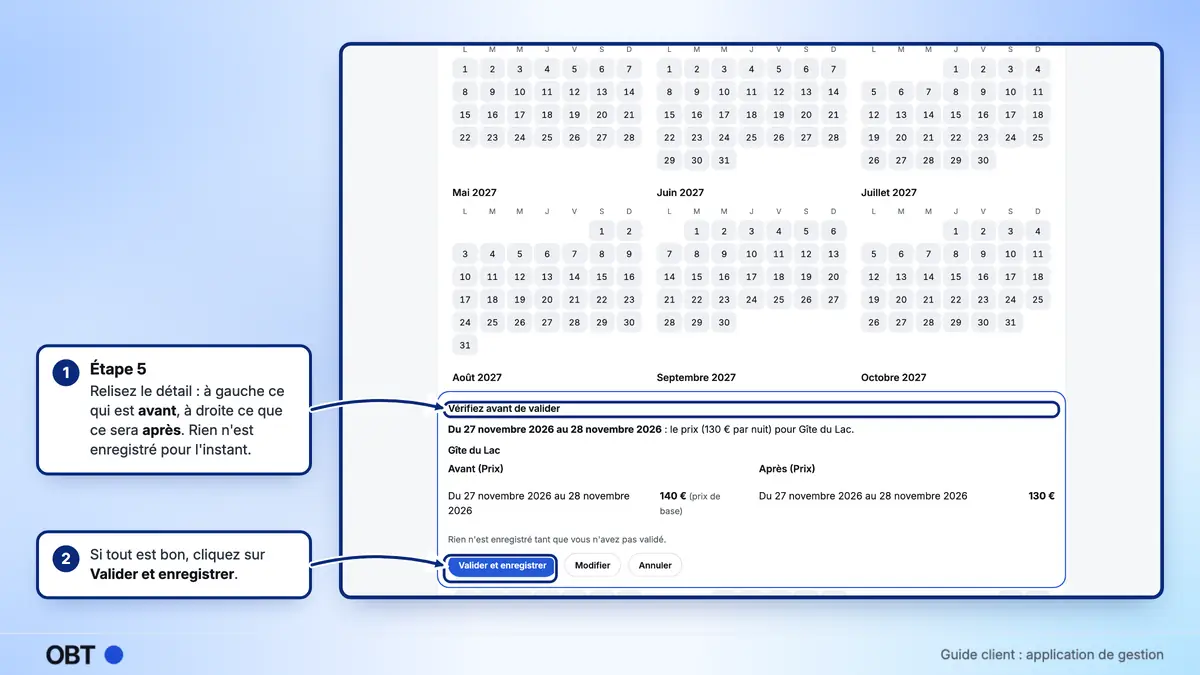 L M M J V S D
1 2 3 4 5 6 7
8 9 10 11 12 13 14
15 16 17 18 19 20 21
22 23 24 25 26 27 28
L M M J V S D
1 2 3 4 5 6 7
8 9 10 11 12 13 14
15 16 17 18 19 20 21
22 23 24 25 26 27 28
29 30 31
L M M J V S D
1 2 3 4
5 6 7 8 9 10 11
12 13 14 15 16 17 18
19 20 21 22 23 24 25
26 27 28 29 30
Mai 2027
L M M J V S D
1 2
3 4 5 6 7 8 9
10 11 12 13 14 15 16
17 18 19 20 21 22 23
24 25 26 27 28 29 30
31
Juin 2027
L M M J V S D
1 2 3 4 5 6
7 8 9 10 11 12 13
14 15 16 17 18 19 20
21 22 23 24 25 26 27
28 29 30
Juillet 2027
L M M J V S D
1 2 3 4
5 6 7 8 9 10 11
12 13 14 15 16 17 18
19 20 21 22 23 24 25
26 27 28 29 30 31
Août 2027
Septembre 2027
Octobre 2027
1
Étape 5
Relisez le détail : à gauche ce
qui est avant, à droite ce que
ce sera après. Rien n'est
enregistré pour l'instant.
Vérifiez avant de valider
Du 27 novembre 2026 au 28 novembre 2026 : le prix (130 € par nuit) pour Gîte du Lac.
Gîte du Lac
Avant (Prix)
Du 27 novembre 2026 au 28 novembre
2026
140 € (prix de
base)
Après (Prix)
Du 27 novembre 2026 au 28 novembre 2026
130 €
Rien n'est enregistré tant que vous n'avez pas validé.
2
Si tout est bon, cliquez sur
Valider et enregistrer.
Valider et enregistrer
Modifier
Annuler
OBT
Guide client : application de gestion